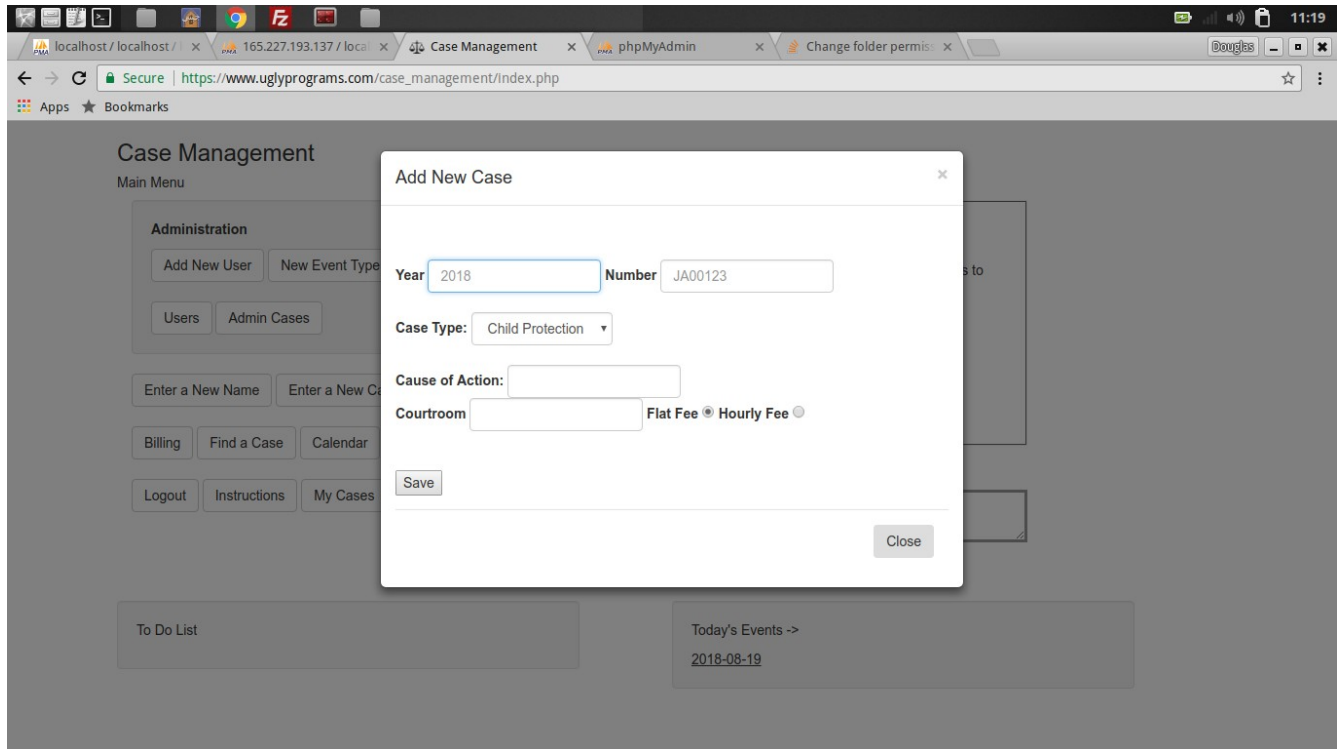 11:19
localhost / localhost /
165.227.193.137 / local
Case Management
phpMyAdmin
Change folder permiss
Douglas
Secure | https://www.uglyprograms.com/case_management/index.php
Apps Bookmarks
Case Management
Main Menu
Administration
Add New User New Event Type
Users Admin Cases
Enter a New Name Enter a New Ca
Billing Find a Case Calendar
Logout Instructions My Cases
Add New Case ×
Year 2018 Number JA00123
Case Type: Child Protection
Cause of Action:
Courtroom Flat Fee Hourly Fee
Save
Close
s to
To Do List
Today's Events ->
2018-08-19